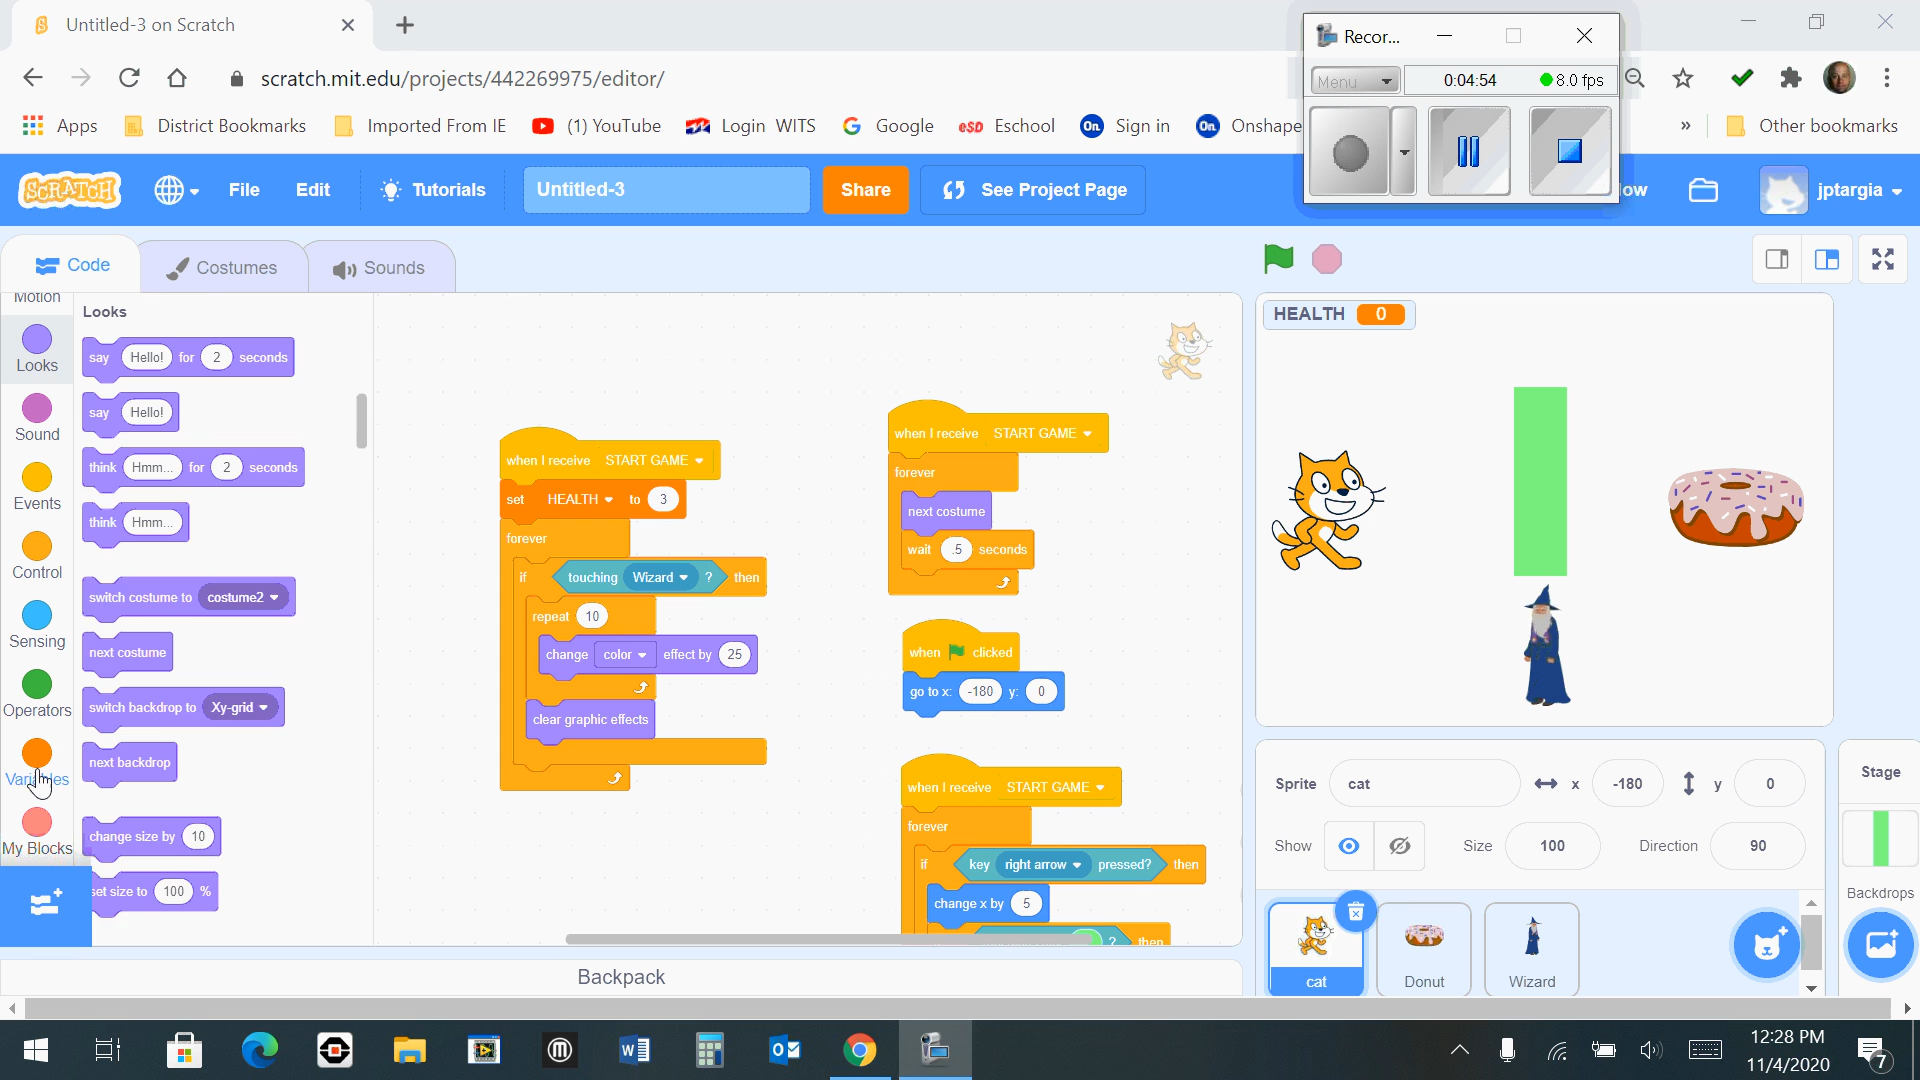 Untitled-3 on Scratch
Recor...
scratch.mit.edu/projects/442269975/editor/
Menu
0:04:54
8.0 fps
Apps
District Bookmarks
Imported From IE
(1) YouTube
Login WITS
Google
eSD Eschool
On Sign in
On Onshape
»
Other bookmarks
SCRATCH
File
Edit
Tutorials
Untitled-3
Share
See Project Page
jptargia
Code
Costumes
Sounds
Motion
Looks
Sound
Events
Control
Sensing
Operators
Variables
My Blocks
Looks
say Hello! for 2 seconds
say Hello!
think Hmm... for 2 seconds
think Hmm...
switch costume to costume2
next costume
switch backdrop to Xy-grid
next backdrop
change size by 10
set size to 100 %
when I receive START GAME
set HEALTH to 3
forever
if touching Wizard ? then
repeat 10
change color effect by 25
clear graphic effects
when I receive START GAME
forever
next costume
wait .5 seconds
when clicked
go to x: -180 y: 0
when I receive START GAME
forever
if key right arrow pressed? then
change x by 5
? then
Backpack
HEALTH 0
Sprite cat x -180 y 0
Show Size 100 Direction 90
cat
Donut
Wizard
Stage
Backdrops
12:28 PM
11/4/2020
7